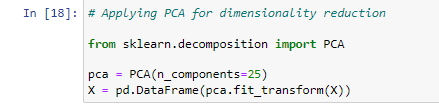 In [18]: # Applying PCA for dimensionality reduction
from sklearn.decomposition import PCA
pca = PCA(n_components=25)
X = pd.DataFrame(pca.fit_transform(X))